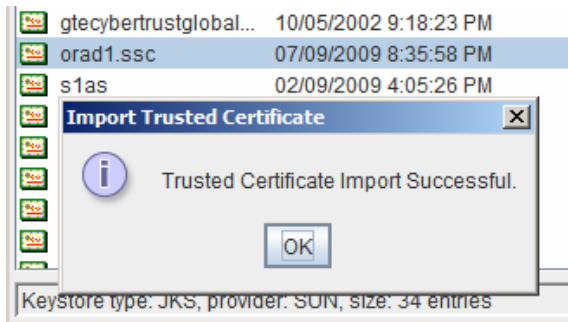 gtecybertrustglobal... 10/05/2002 9:18:23 PM
orad1.ssc 07/09/2009 8:35:58 PM
s1as 02/09/2009 4:05:26 PM
Import Trusted Certificate
Trusted Certificate Import Successful.
OK
Keystore type: JKS, provider: SUN, size: 34 entries